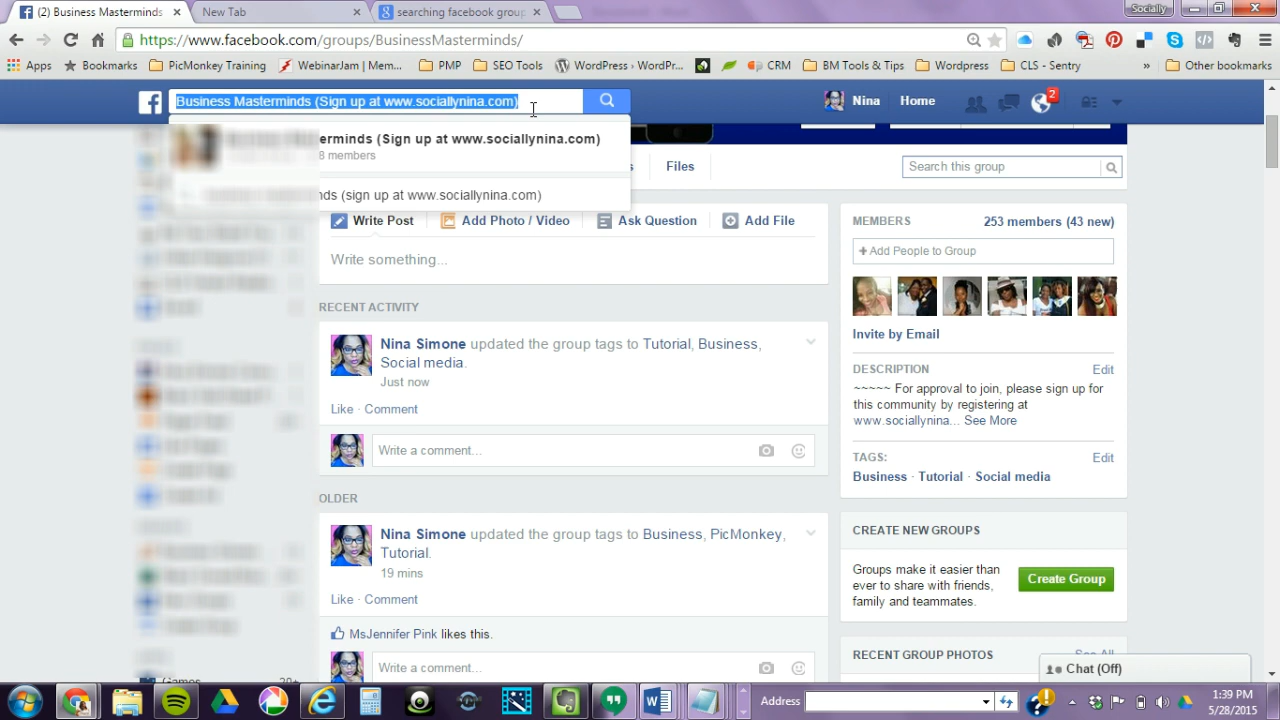 (2) Business Masterminds
New Tab
searching facebook group
Socially
https://www.facebook.com/groups/BusinessMasterminds/
Apps
Bookmarks
PicMonkey Training
WebinarJam | Mem...
PMP
SEO Tools
WordPress › WordPr...
CRM
BM Tools & Tips
Wordpress
CLS - Sentry
Other bookmarks
Business Masterminds (Sign up at www.sociallynina.com)
Nina
Home
2
erminds (Sign up at www.sociallynina.com)
8 members
nds (sign up at www.sociallynina.com)
s
Files
Search this group
Write Post
Add Photo / Video
Ask Question
Add File
Write something...
RECENT ACTIVITY
Nina Simone updated the group tags to Tutorial, Business,
Social media.
Just now
Like · Comment
Write a comment...
OLDER
Nina Simone updated the group tags to Business, PicMonkey,
Tutorial.
19 mins
Like · Comment
MsJennifer Pink likes this.
Write a comment...
MEMBERS
253 members (43 new)
+ Add People to Group
Invite by Email
DESCRIPTION
Edit
~~~~~ For approval to join, please sign up for
this community by registering at
www.sociallynina... See More
TAGS:
Edit
Business · Tutorial · Social media
CREATE NEW GROUPS
Groups make it easier than
ever to share with friends,
family and teammates.
Create Group
RECENT GROUP PHOTOS
See All
Chat (Off)
Games
20+
Address
1:39 PM
5/28/2015